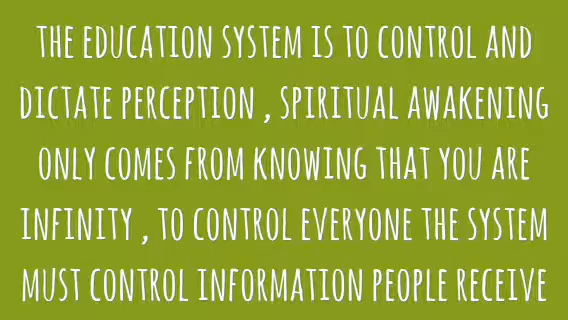 THE EDUCATION SYSTEM IS TO CONTROL AND
DICTATE PERCEPTION , SPIRITUAL AWAKENING
ONLY COMES FROM KNOWING THAT YOU ARE
INFINITY , TO CONTROL EVERYONE THE SYSTEM
MUST CONTROL INFORMATION PEOPLE RECEIVE